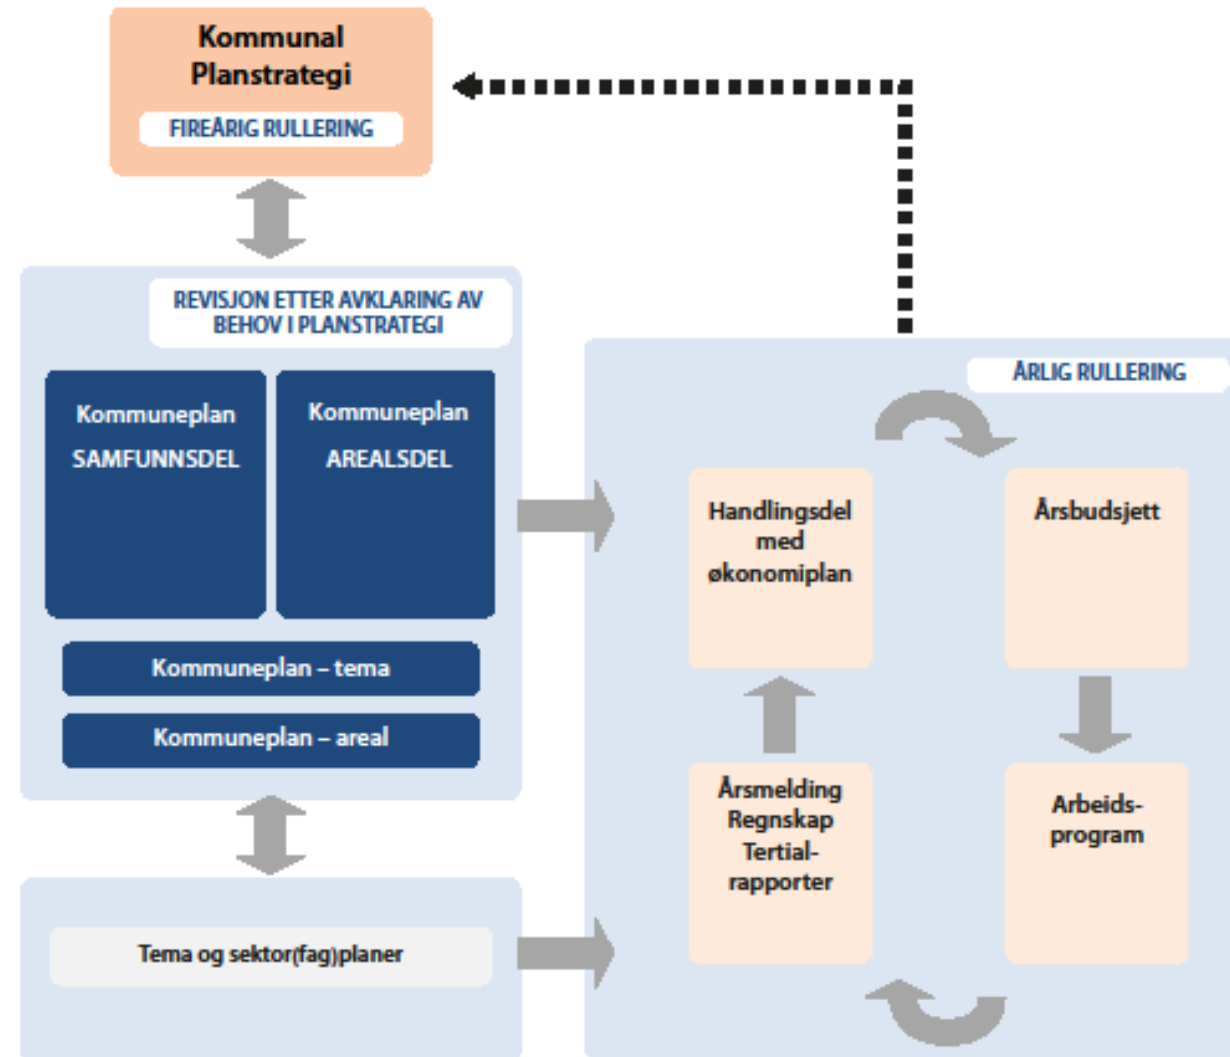 Kommunal
Planstrategi
FIREÅRIG RULLERING
REVISJON ETTER AVKLARING AV
BEHOV I PLANSTRATEGI
Kommuneplan
SAMFUNNSDEL
Kommuneplan
AREALSDEL
Kommuneplan – tema
Kommuneplan – areal
Tema og sektor(fag)planer
ÅRLIG RULLERING
Handlingsdel
med
økonomiplan
Årsbudsjett
Arbeids-
program
Årsmelding
Regnskap
Tertial-
rapporter